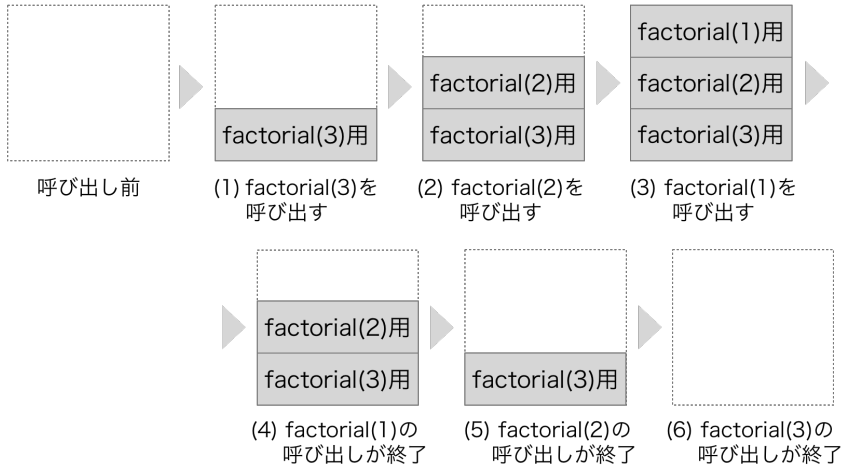 factorial(1)用
factorial(2)用
factorial(2)用
factorial(3)用
factorial(3)用
factorial(3)用
呼び出し前
(1) factorial(3)を
呼び出す
(2) factorial(2)を
呼び出す
(3) factorial(1)を
呼び出す
factorial(2)用
factorial(3)用
factorial(3)用
(4) factorial(1)の
呼び出しが終了
(5) factorial(2)の
呼び出しが終了
(6) factorial(3)の
呼び出しが終了